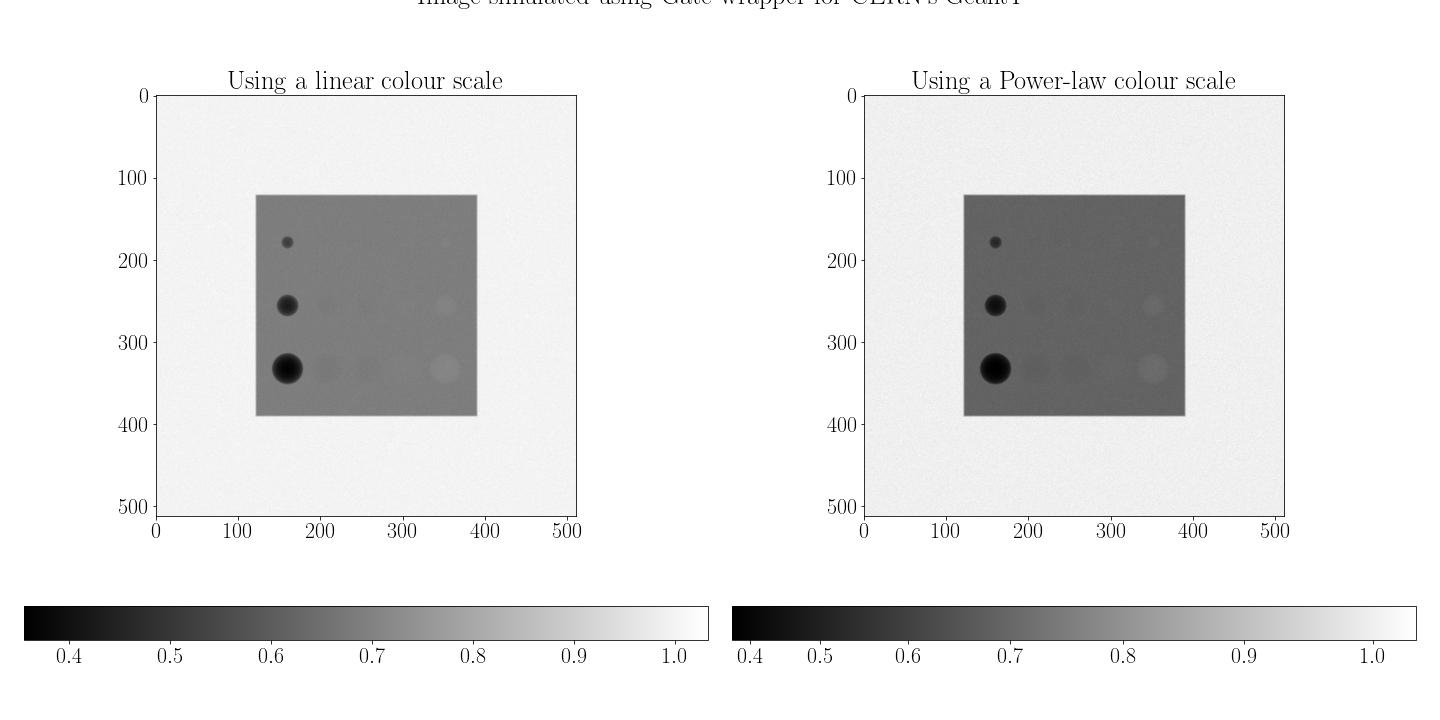 Image simulated using Gate wrapper for CERN's Geant4
Using a linear colour scale
Using a Power-law colour scale
0
100
200
300
400
500
0 100 200 300 400 500
0
100
200
300
400
500
0 100 200 300 400 500
0.4 0.5 0.6 0.7 0.8 0.9 1.0
0.4 0.5 0.6 0.7 0.8 0.9 1.0